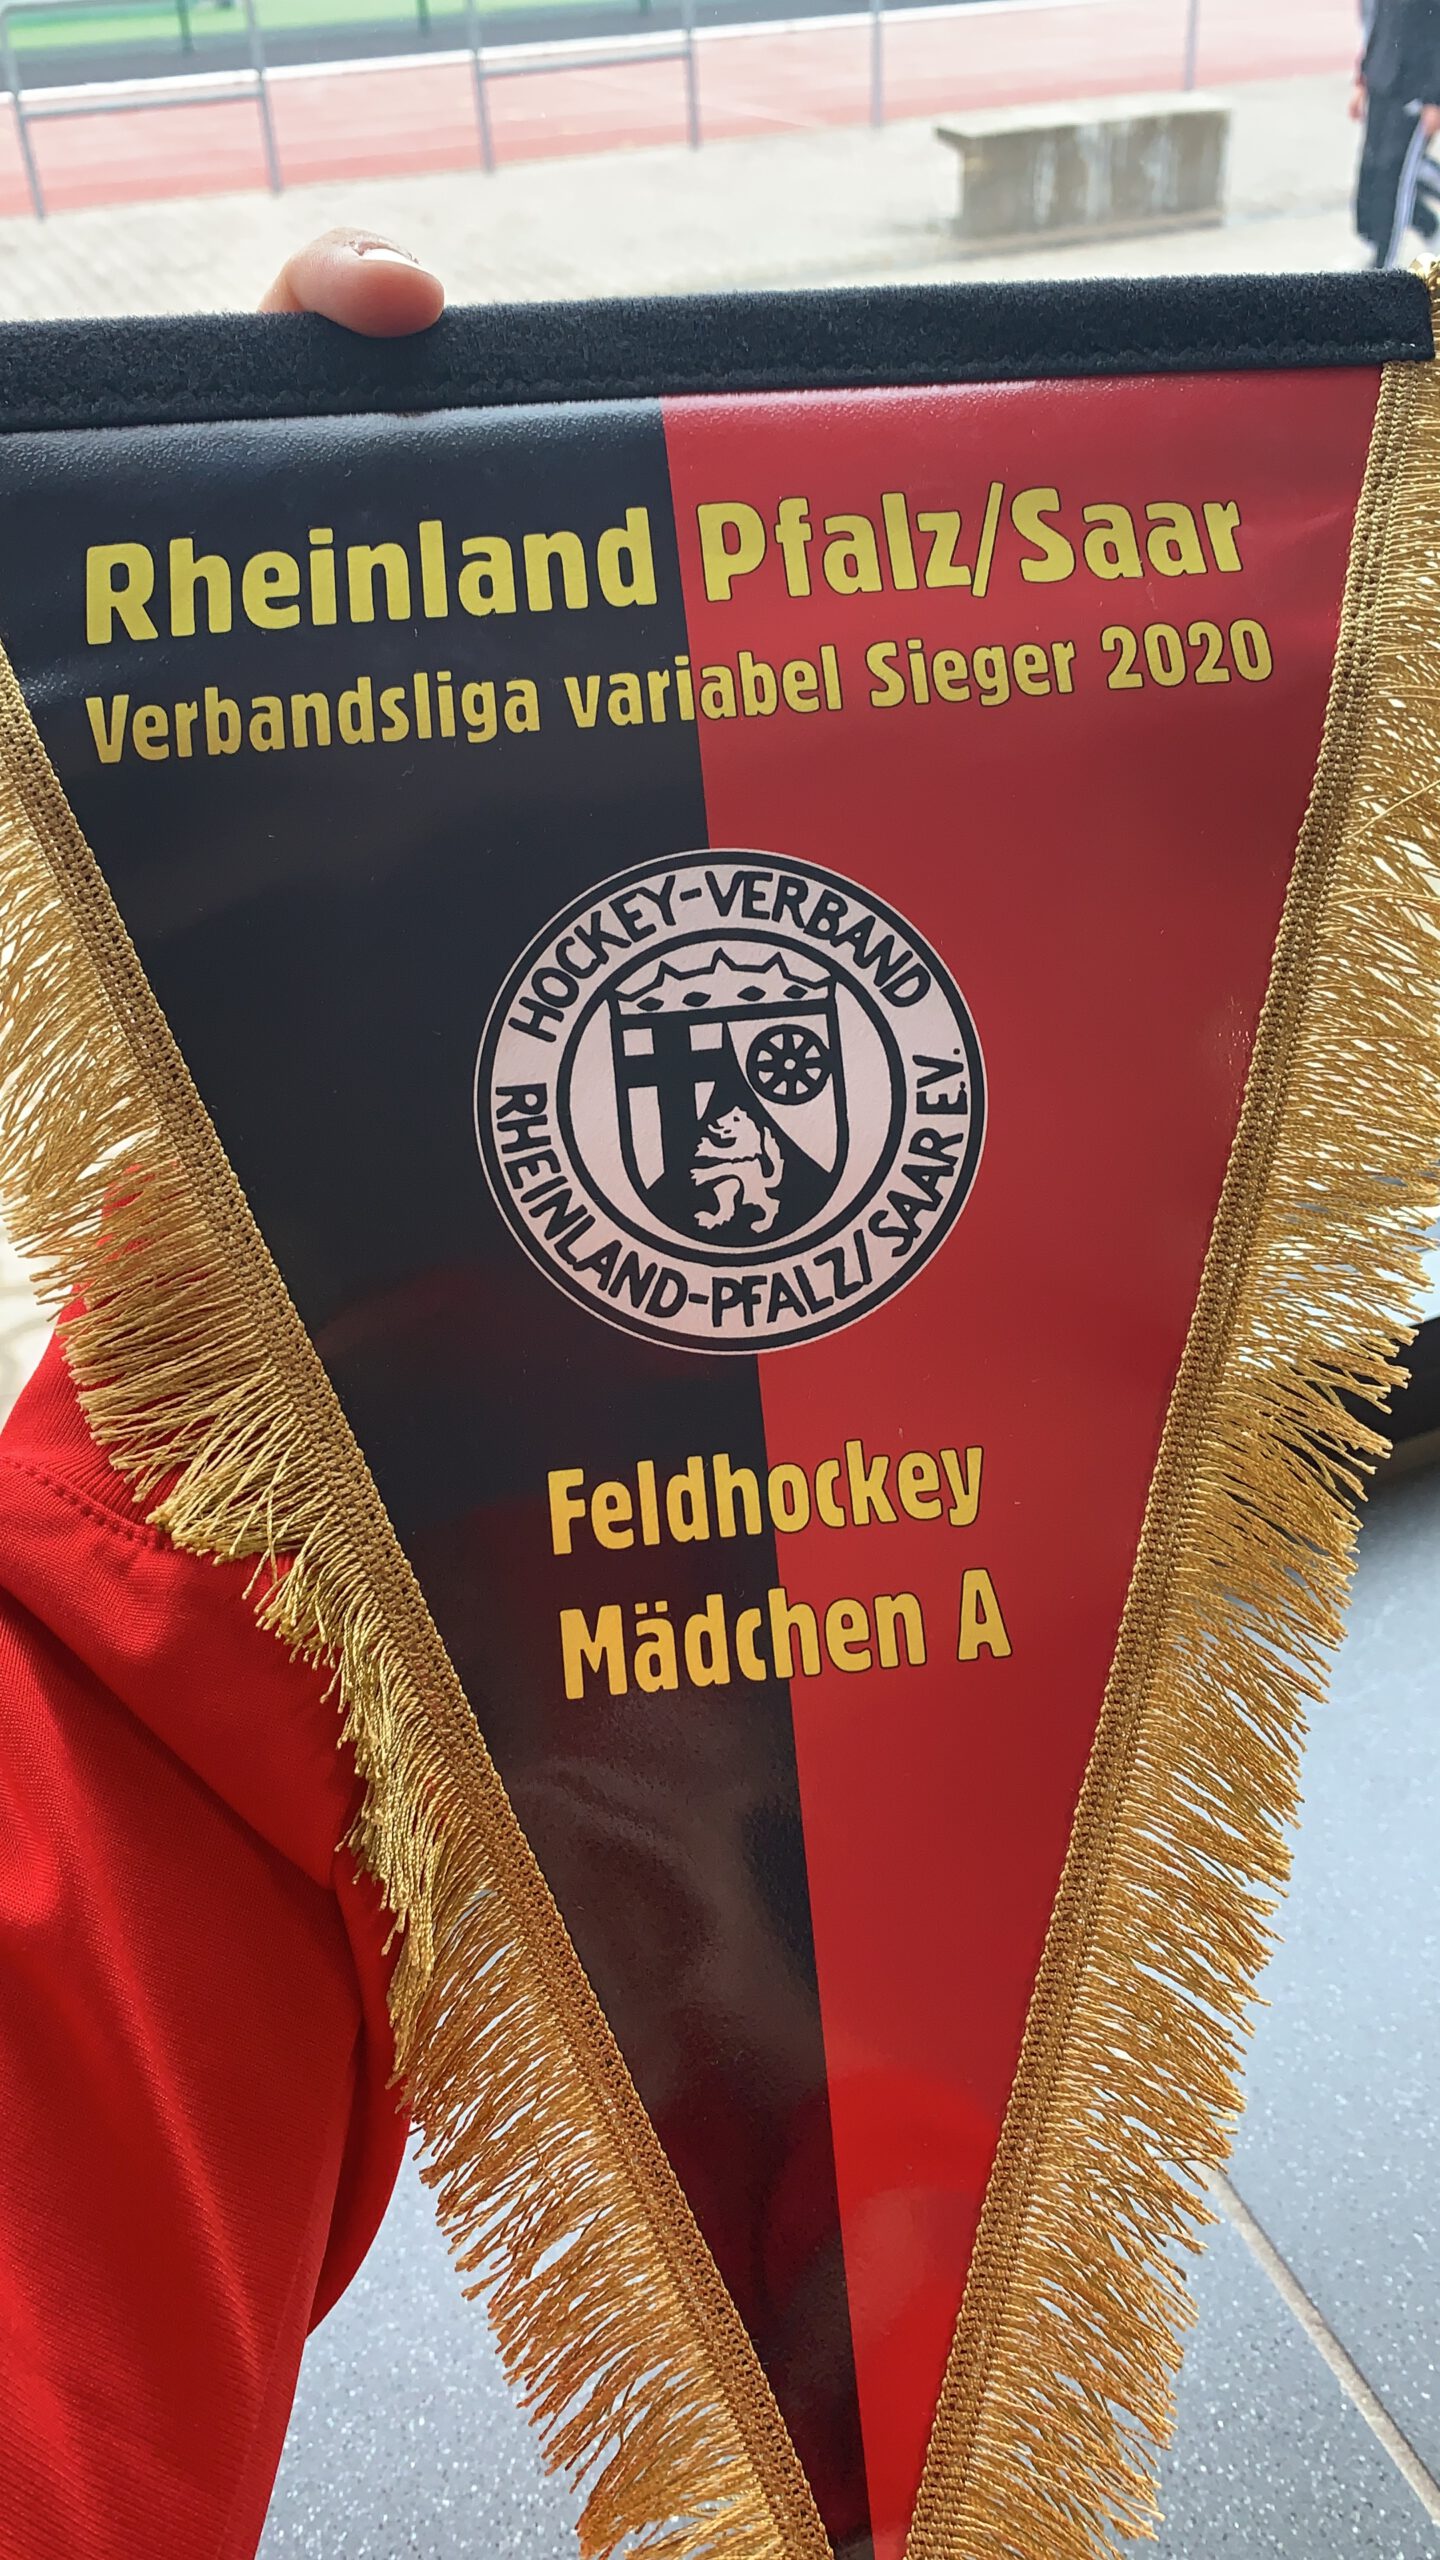 Rheinland Pfalz/Saar
Verbandsliga variabel Sieger 2020
HOCKEY-VERBAND
RHEINLAND-PFALZ/SAAR E.V.
Feldhockey
Mädchen A